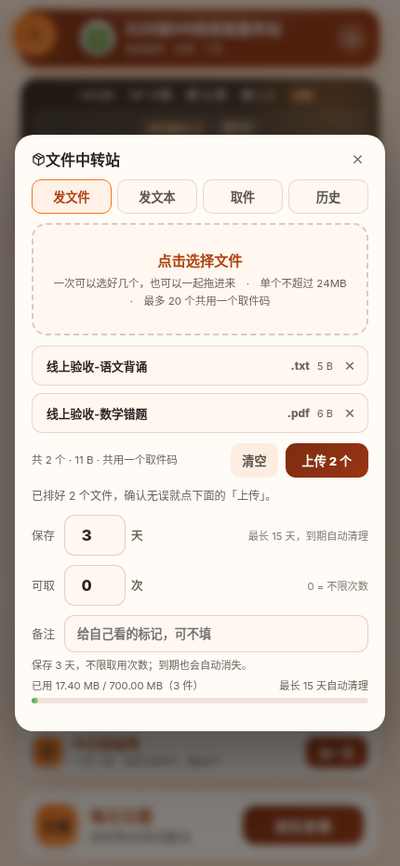 文件中转站
发文件 发文本 取件 历史
点击选择文件
一次可以选好几个，也可以一起拖进来 · 单个不超过 24MB
· 最多 20 个共用一个取件码
线上验收-语文背诵 .txt 5 B ×
线上验收-数学错题 .pdf 6 B ×
共 2 个 · 11 B · 共用一个取件码 清空 上传 2 个
已排好 2 个文件，确认无误就点下面的「上传」。
保存 3 天 最长 15 天，到期自动清理
可取 0 次 0 = 不限次数
备注 给自己看的标记，可不填
保存 3 天，不限取用次数；到期也会自动消失。
已用 17.40 MB / 700.00 MB（3 件） 最长 15 天自动清理